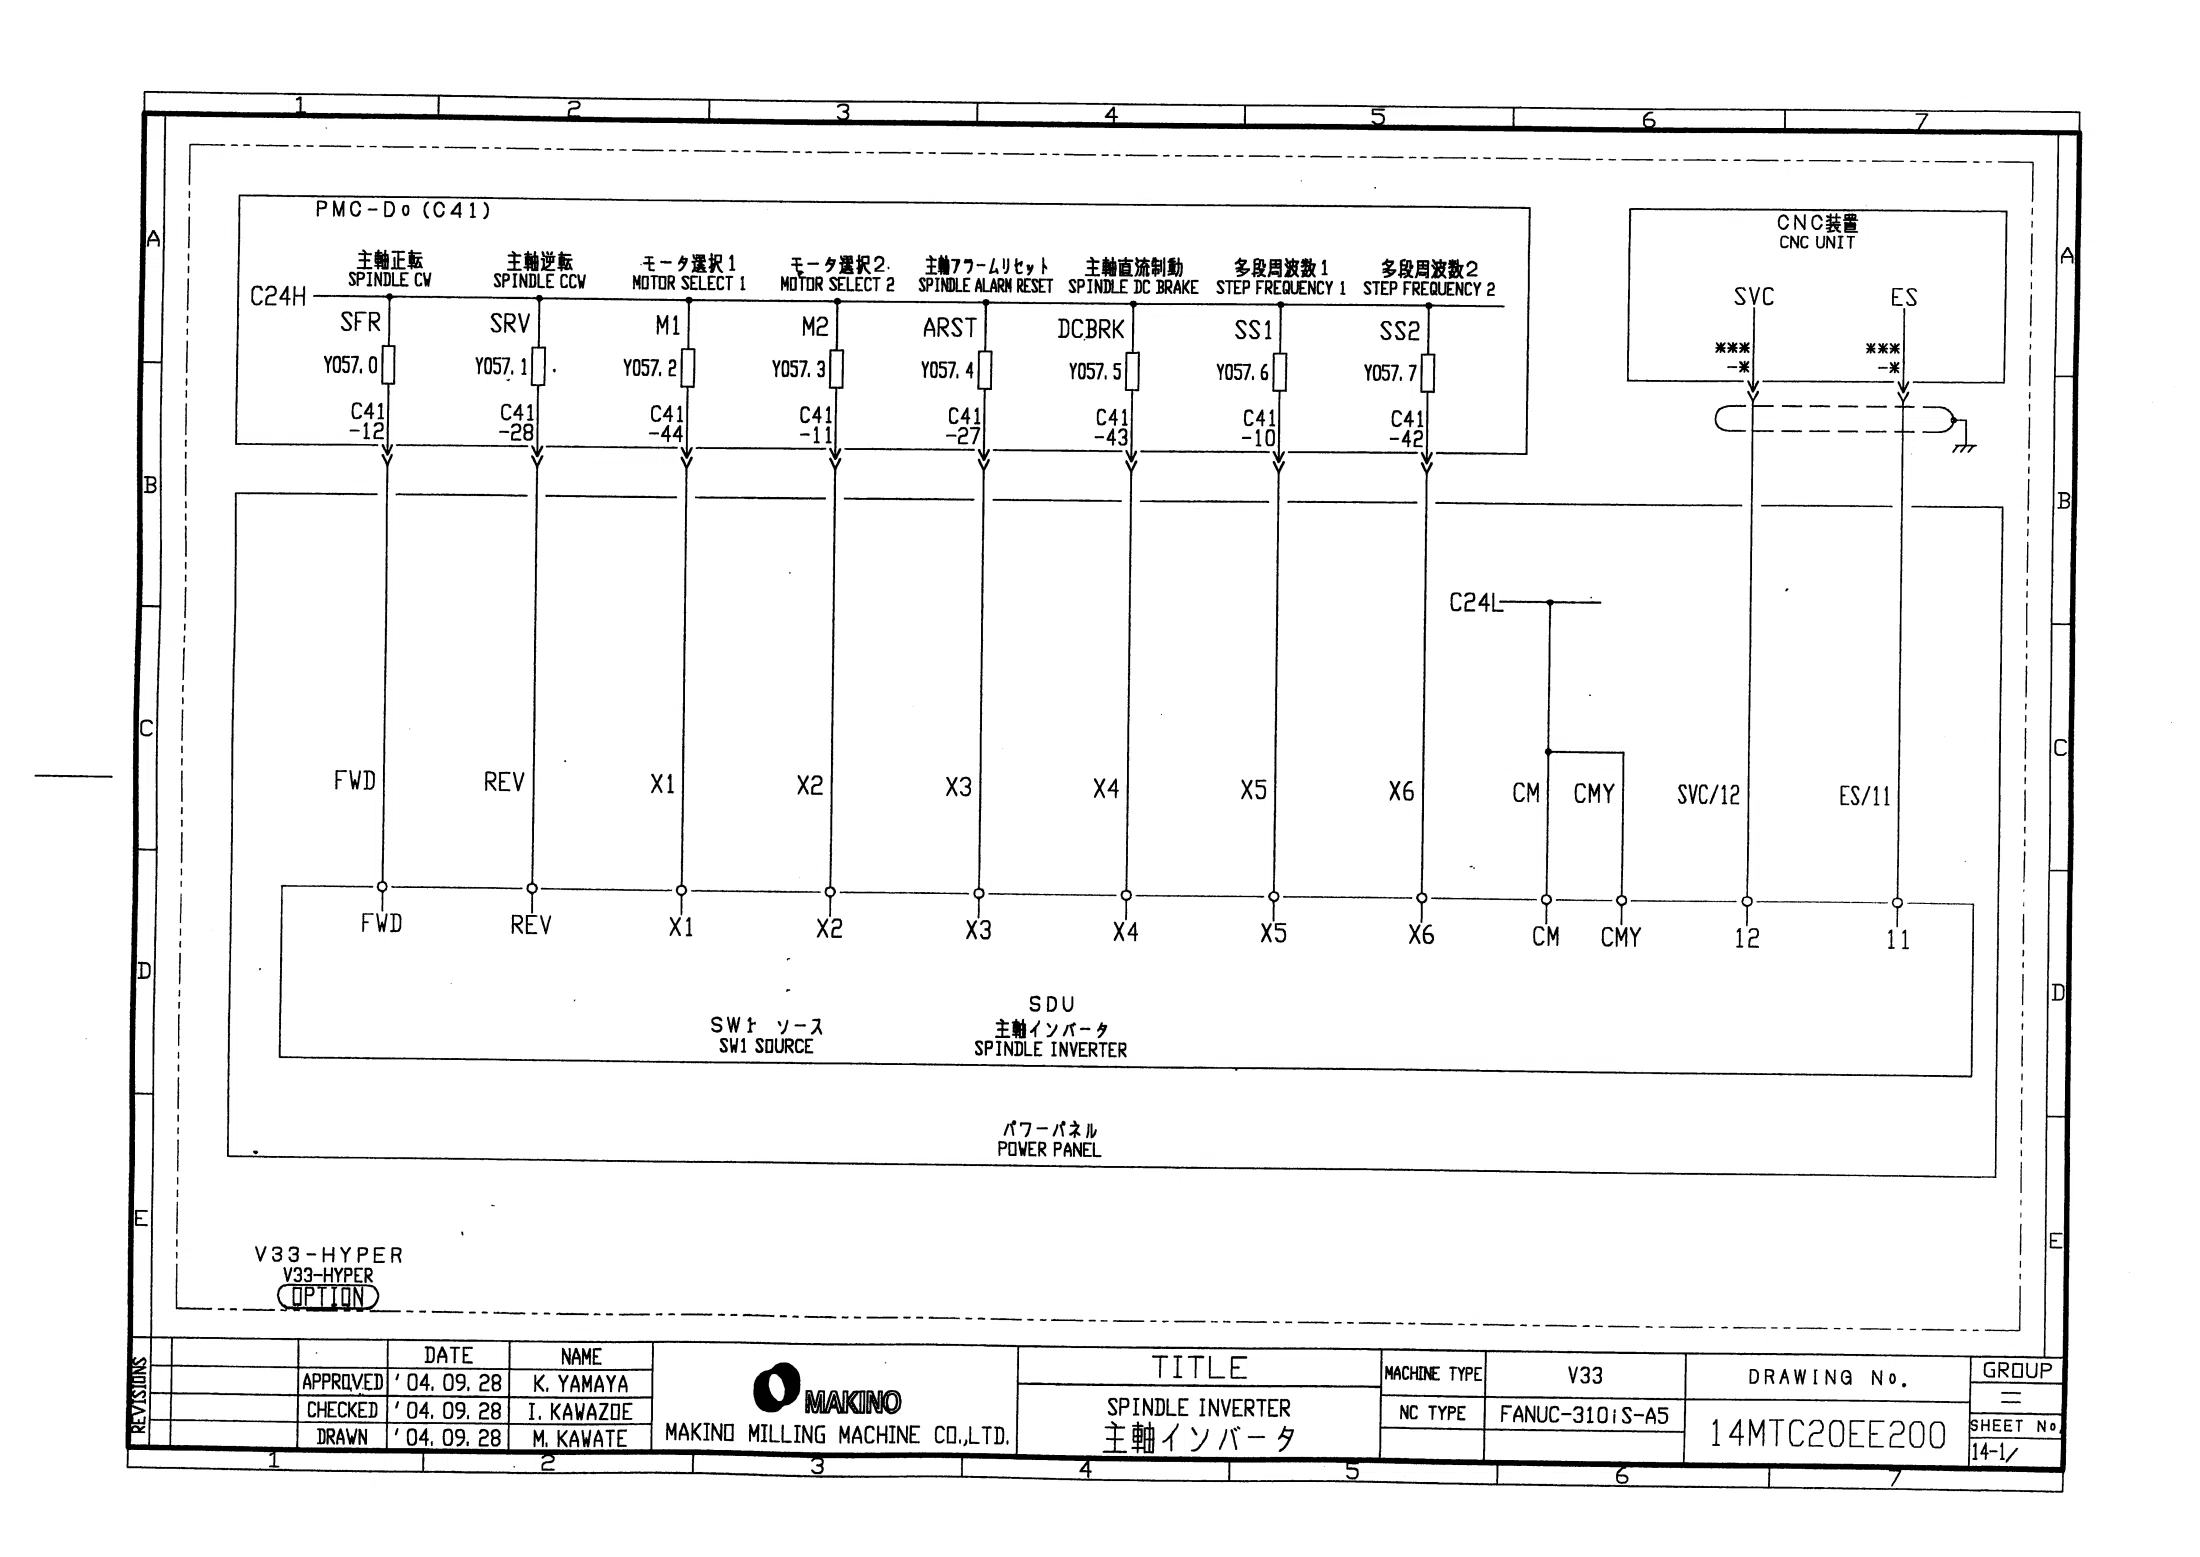 1 2 3 4 5 6 7
PMC-Do (C41)
CNC装置
CNC UNIT
A
A
主軸正転 主軸逆転 モータ選択1 モータ選択2 主軸アラームリセット 主軸直流制動 多段周波数1 多段周波数2
SPINDLE CW SPINDLE CCW MOTOR SELECT 1 MOTOR SELECT 2 SPINDLE ALARM RESET SPINDLE DC BRAKE STEP FREQUENCY 1 STEP FREQUENCY 2
C24H
SVC ES
SFR SRV M1 M2 ARST DCBRK SS1 SS2
*** ***
-* -*
Y057.0 Y057.1 Y057.2 Y057.3 Y057.4 Y057.5 Y057.6 Y057.7
C41 C41 C41 C41 C41 C41 C41 C41
-12 -28 -44 -11 -27 -43 -10 -42
B
B
C24L
C
C
FWD REV X1 X2 X3 X4 X5 X6 CM CMY SVC/12 ES/11
FWD REV X1 X2 X3 X4 X5 X6 CM CMY 12 11
D
D
SDU
SW1 ソース 主軸インバータ
SW1 SOURCE SPINDLE INVERTER
パワーパネル
POWER PANEL
E
E
V33-HYPER
V33-HYPER
OPTION
REVISIONS
DATE NAME
APPROVED '04.09.28 K. YAMAYA
CHECKED '04.09.28 I. KAWAZOE
DRAWN '04.09.28 M. KAWATE
MAKINO
MAKINO MILLING MACHINE CO.,LTD.
TITLE
SPINDLE INVERTER
主軸インバータ
MACHINE TYPE V33
NC TYPE FANUC-310iS-A5
DRAWING No.
14MTC20EE200
GROUP
=
SHEET No.
14-1/
1 2 3 4 5 6 7